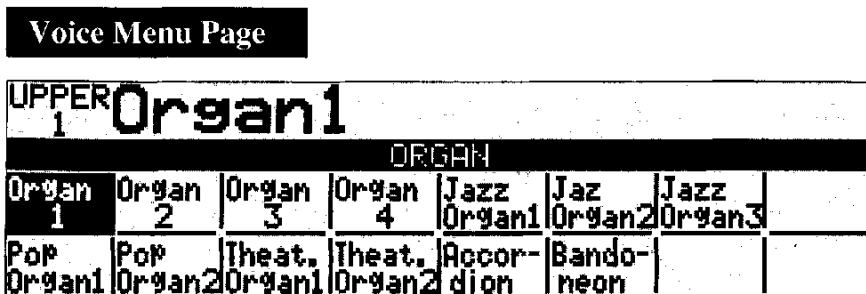 Voice Menu Page
UPPER 1 Organ1
ORGAN
Organ 1 Organ 2 Organ 3 Organ 4 Jazz Organ1 Jaz Organ2 Jazz Organ3
Pop Organ1 Pop Organ2 Theat. Organ1 Theat. Organ2 Accor-dion Bando-neon